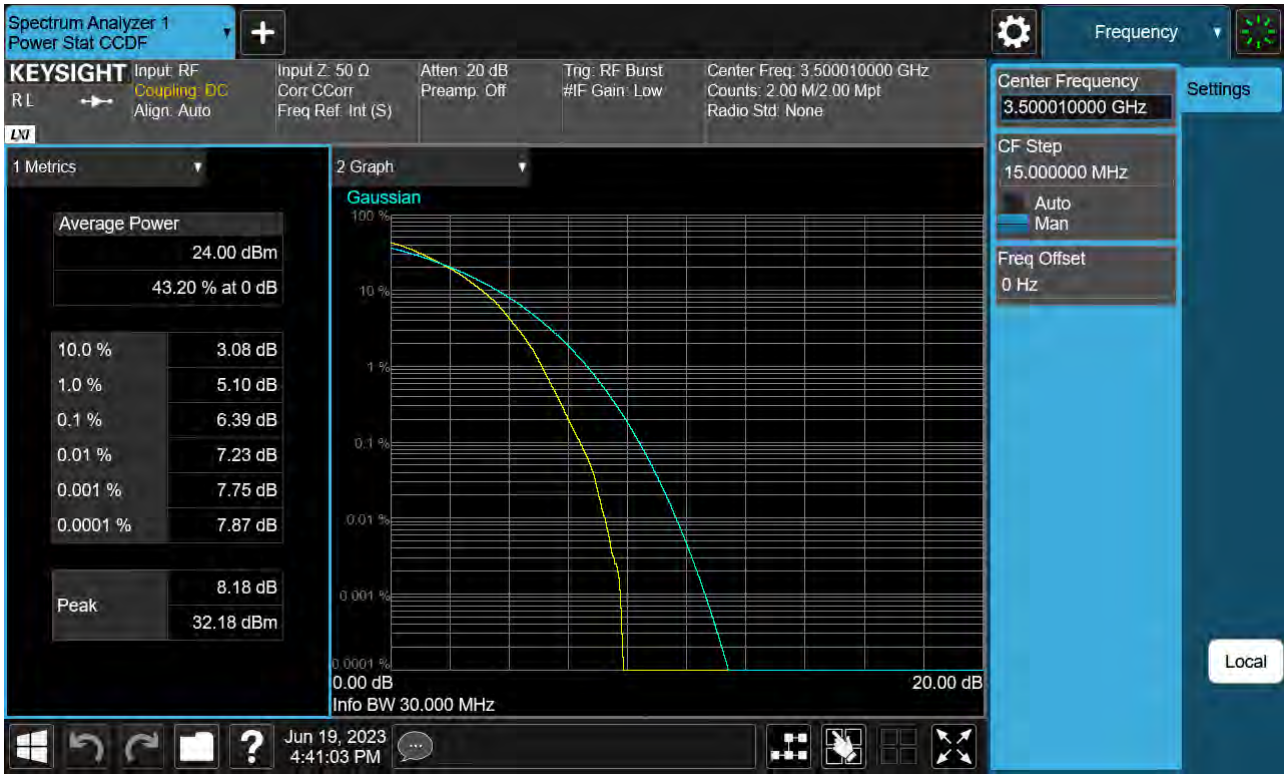 Spectrum Analyzer 1
Power Stat CCDF
+
Frequency
KEYSIGHT
RL
LXI
Input: RF
Coupling: DC
Align: Auto
Input Z: 50 Ω
Corr CCorr
Freq Ref: Int (S)
Atten: 20 dB
Preamp: Off
Trig: RF Burst
#IF Gain: Low
Center Freq: 3.500010000 GHz
Counts: 2.00 M/2.00 Mpt
Radio Std: None
Center Frequency
3.500010000 GHz
Settings
CF Step
15.000000 MHz
Auto
Man
Freq Offset
0 Hz
1 Metrics
Average Power
24.00 dBm
43.20 % at 0 dB
10.0 % 3.08 dB
1.0 % 5.10 dB
0.1 % 6.39 dB
0.01 % 7.23 dB
0.001 % 7.75 dB
0.0001 % 7.87 dB
Peak
8.18 dB
32.18 dBm
2 Graph
Gaussian
100 %
10 %
1 %
0.1 %
0.01 %
0.001 %
0.0001 %
0.00 dB
20.00 dB
Info BW 30.000 MHz
Local
?
Jun 19, 2023
4:41:03 PM